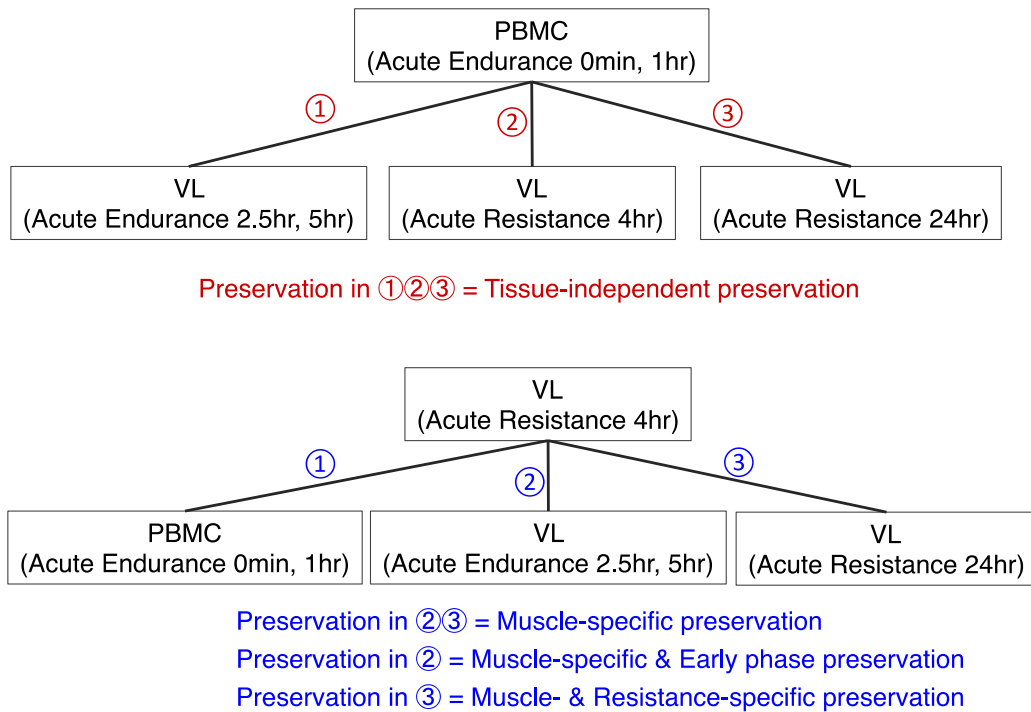 PBMC
(Acute Endurance 0min, 1hr)
①
②
③
VL
(Acute Endurance 2.5hr, 5hr)
VL
(Acute Resistance 4hr)
VL
(Acute Resistance 24hr)
Preservation in ①②③ = Tissue-independent preservation
VL
(Acute Resistance 4hr)
①
②
③
PBMC
(Acute Endurance 0min, 1hr)
VL
(Acute Endurance 2.5hr, 5hr)
VL
(Acute Resistance 24hr)
Preservation in ②③ = Muscle-specific preservation
Preservation in ② = Muscle-specific & Early phase preservation
Preservation in ③ = Muscle- & Resistance-specific preservation